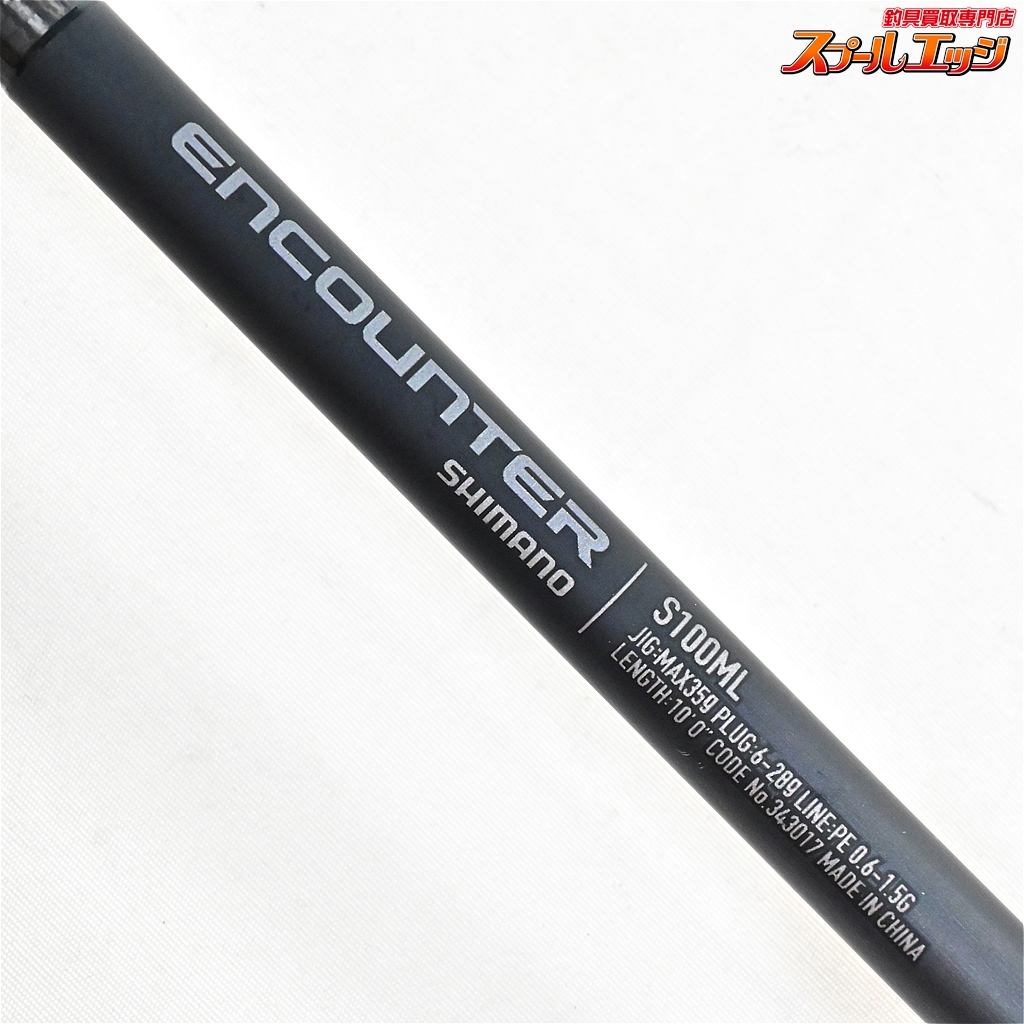 釣具買取専門店
スプールエッジ
ENCOUNTER
SHIMANO
S100ML
JIG:MAX35g PLUG:6-28g LINE:PE 0.6-1.5G
LENGTH:10' 0" CODE No.343017 MADE IN CHINA